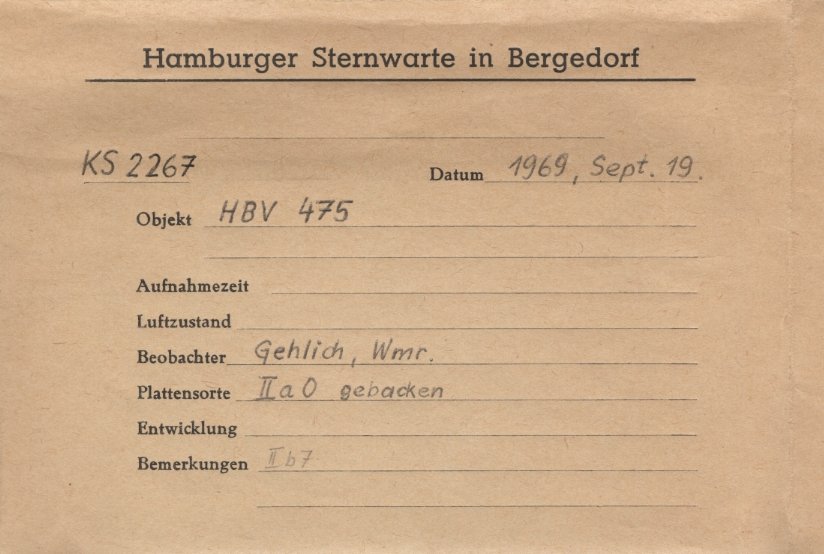 Hamburger Sternwarte in Bergedorf
KS 2267 Datum 1969, Sept. 19.
Objekt HBV 475
Aufnahmezeit
Luftzustand
Beobachter Gehlich, Wmr.
Plattensorte IIaO gebacken
Entwicklung
Bemerkungen IIb7